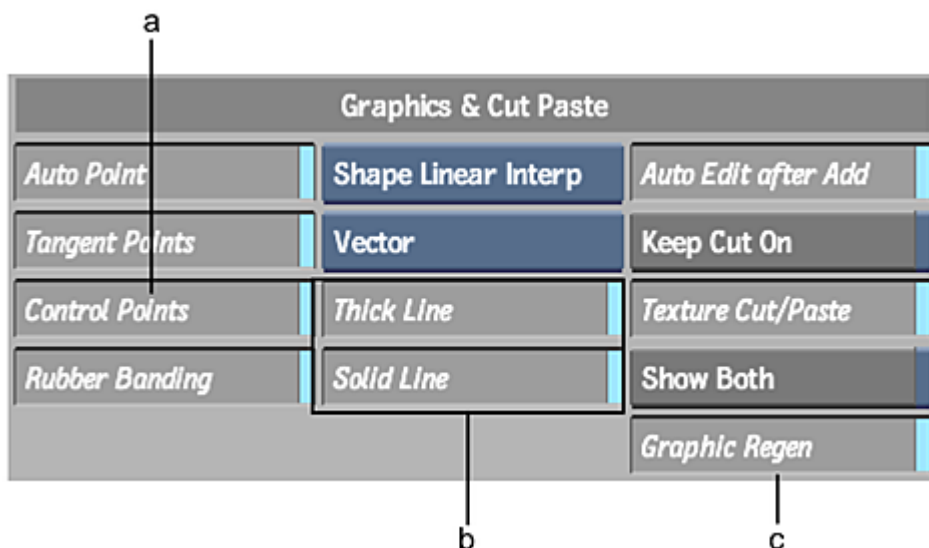 a
Graphics & Cut Paste
Auto Point
Shape Linear Interp
Auto Edit after Add
Tangent Points
Vector
Keep Cut On
Control Points
Thick Line
Texture Cut/Paste
Rubber Banding
Solid Line
Show Both
Graphic Regen
b
c